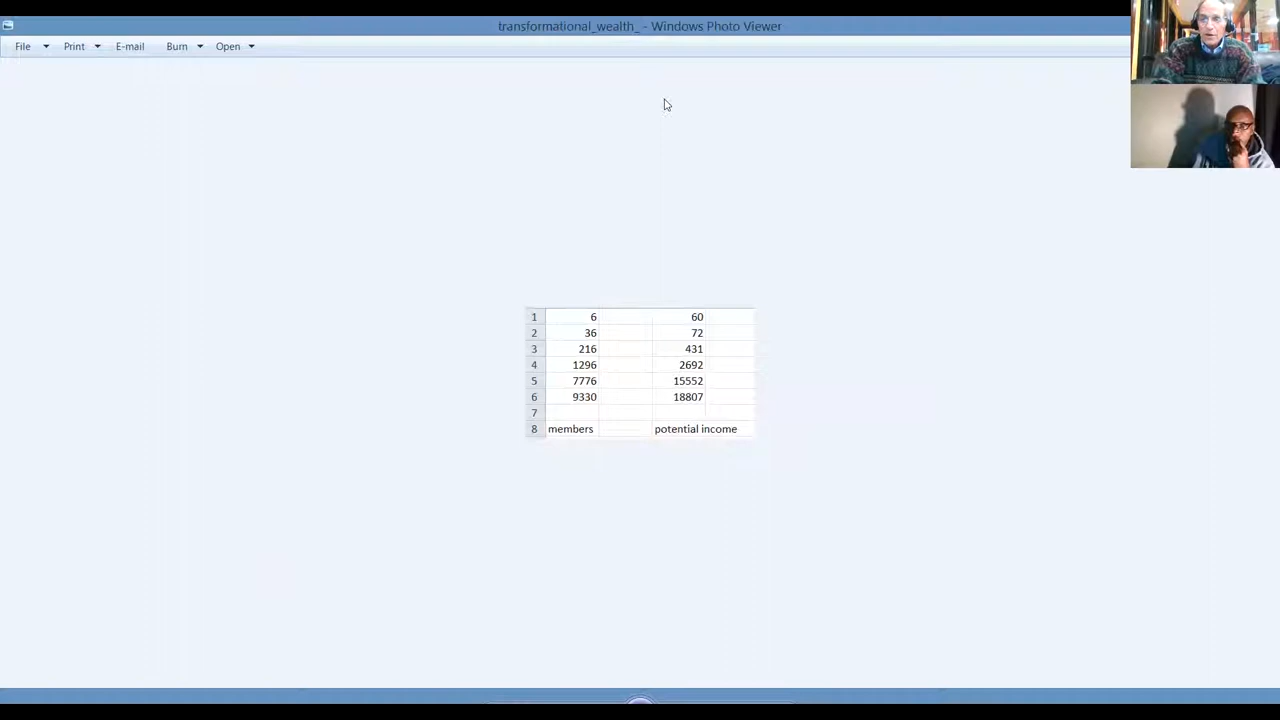 transformational_wealth_ - Windows Photo Viewer
File Print E-mail Burn Open
1 6 60
2 36 72
3 216 431
4 1296 2692
5 7776 15552
6 9330 18807
7
8 members potential income